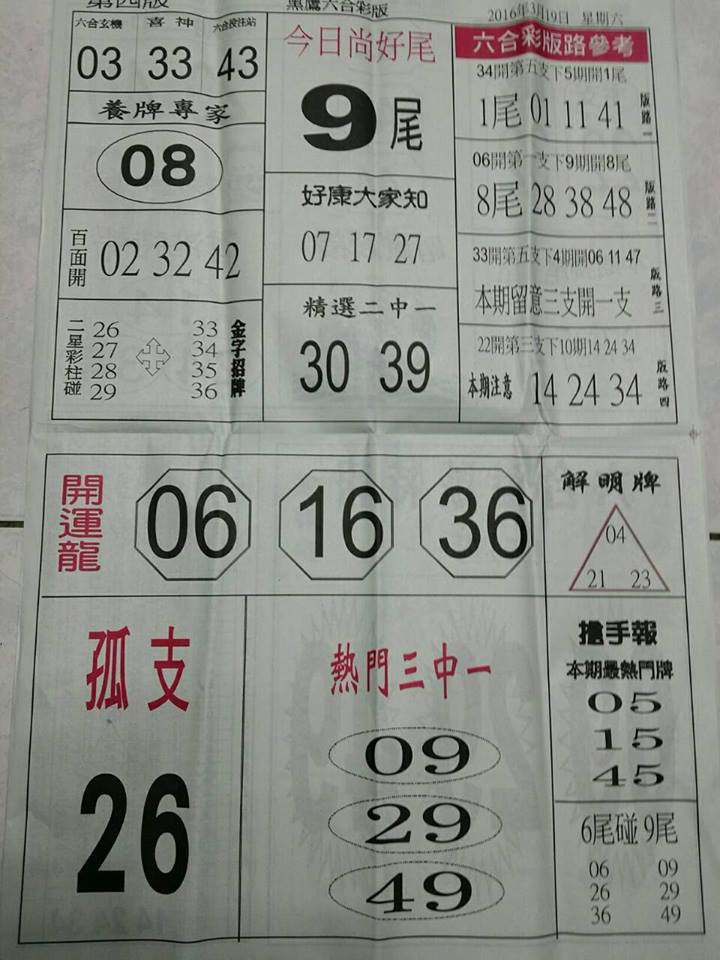 第四版
黑鷹六合彩版
2016年3月19日 星期六
六合玄機
03
喜神
33
六合投注站
43
養牌專家
08
百面開
02 32 42
二星彩柱碰
26
27
28
29
33
34
35
36
金字招牌
今日尚好尾
9尾
好康大家知
07 17 27
精選二中一
30 39
六合彩版路參考
34開第五支下5期開1尾
1尾 01 11 41
版路一
06開第一支下9期開8尾
8尾 28 38 48
版路二
33開第五支下4期開06 11 47
本期留意三支開一支
版路三
22開第三支下10期14 24 34
本期注意 14 24 34
版路四
開運龍
06 16 36
解明牌
04
21 23
孤支
26
熱門三中一
09
29
49
搶手報
本期最熱門牌
05
15
45
6尾碰9尾
06 09
26 29
36 49